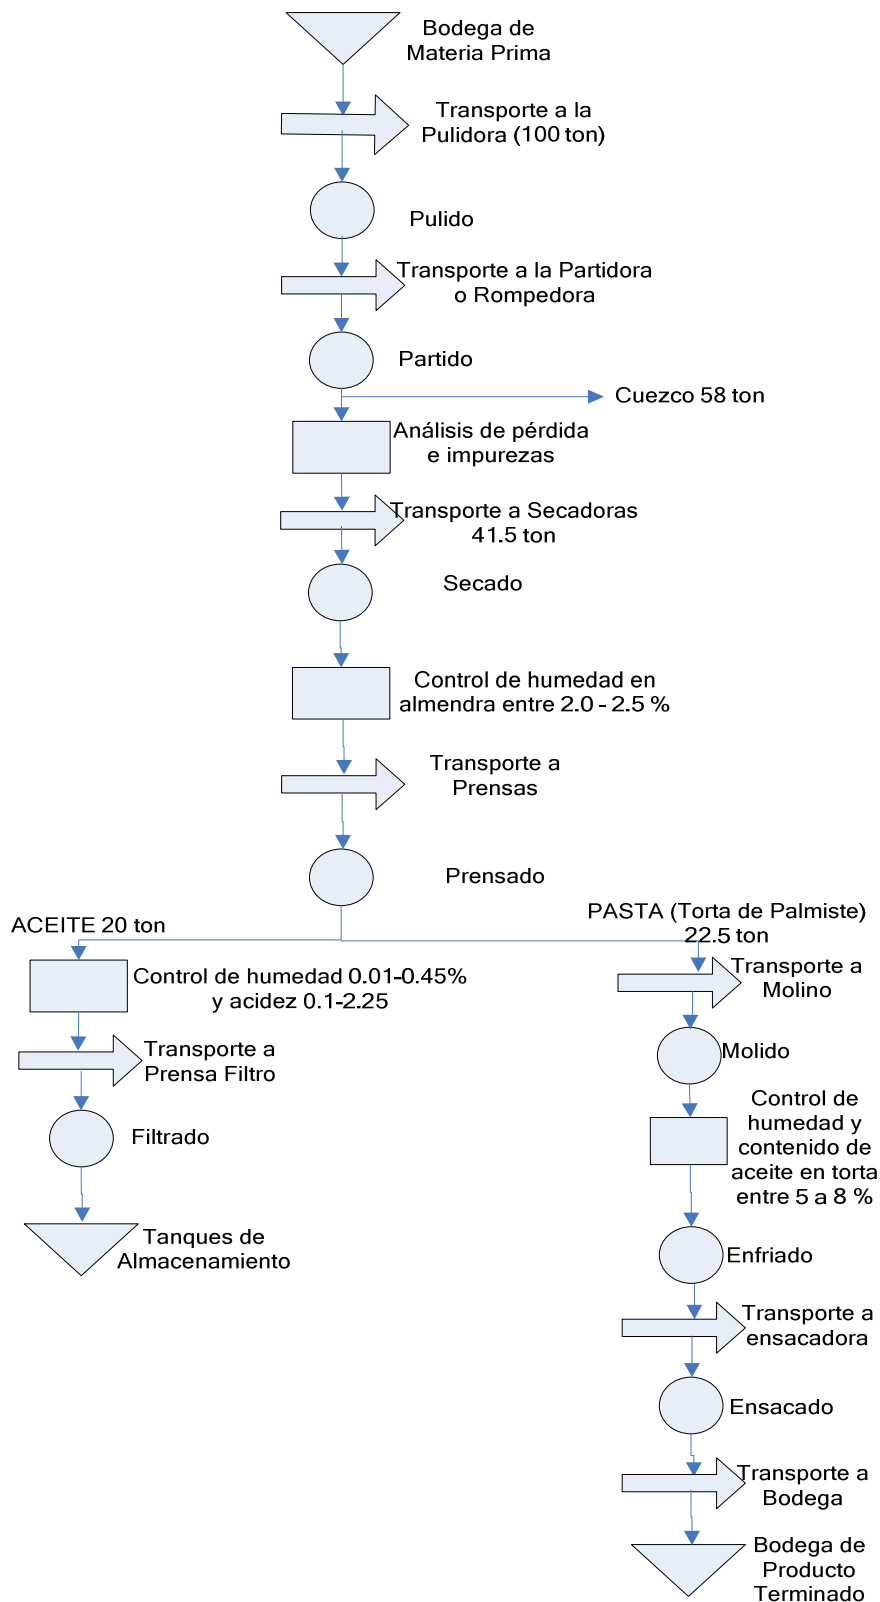 Bodega de
Materia Prima
Transporte a la
Pulidora (100 ton)
Pulido
Transporte a la Partidora
o Rompedora
Partido
Cuezco 58 ton
Análisis de pérdida
e impurezas
Transporte a Secadoras
41.5 ton
Secado
Control de humedad en
almendra entre 2.0 - 2.5 %
Transporte a
Prensas
Prensado
ACEITE 20 ton
Control de humedad 0.01-0.45%
y acidez 0.1-2.25
Transporte a
Prensa Filtro
Filtrado
Tanques de
Almacenamiento
PASTA (Torta de Palmiste)
22.5 ton
Transporte a
Molino
Molido
Control de
humedad y
contenido de
aceite en torta
entre 5 a 8 %
Enfriado
Transporte a
ensacadora
Ensacado
Transporte a
Bodega
Bodega de
Producto
Terminado